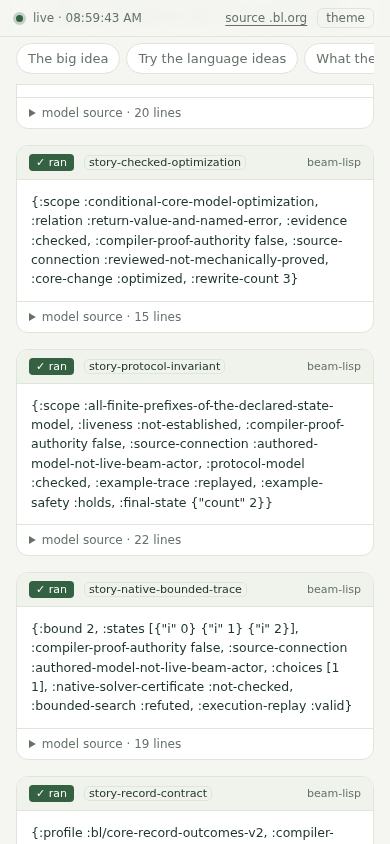 live · 08:59:43 AM source .bl.org theme
The big idea Try the language ideas What the
▶ model source · 20 lines
✓ ran story-checked-optimization beam-lisp
{:scope :conditional-core-model-optimization,
:relation :return-value-and-named-error, :evidence
:checked, :compiler-proof-authority false, :source-
connection :reviewed-not-mechanically-proved,
:core-change :optimized, :rewrite-count 3}
▶ model source · 15 lines
✓ ran story-protocol-invariant beam-lisp
{:scope :all-finite-prefixes-of-the-declared-state-
model, :liveness :not-established, :compiler-proof-
authority false, :source-connection :authored-
model-not-live-beam-actor, :protocol-model
:checked, :example-trace :replayed, :example-
safety :holds, :final-state {"count" 2}}
▶ model source · 22 lines
✓ ran story-native-bounded-trace beam-lisp
{:bound 2, :states [{"i" 0} {"i" 1} {"i" 2}],
:compiler-proof-authority false, :source-connection
:authored-model-not-live-beam-actor, :choices [1
1], :native-solver-certificate :not-checked,
:bounded-search :refuted, :execution-replay :valid}
▶ model source · 19 lines
✓ ran story-record-contract beam-lisp
{:profile :bl/core-record-outcomes-v2, :compiler-